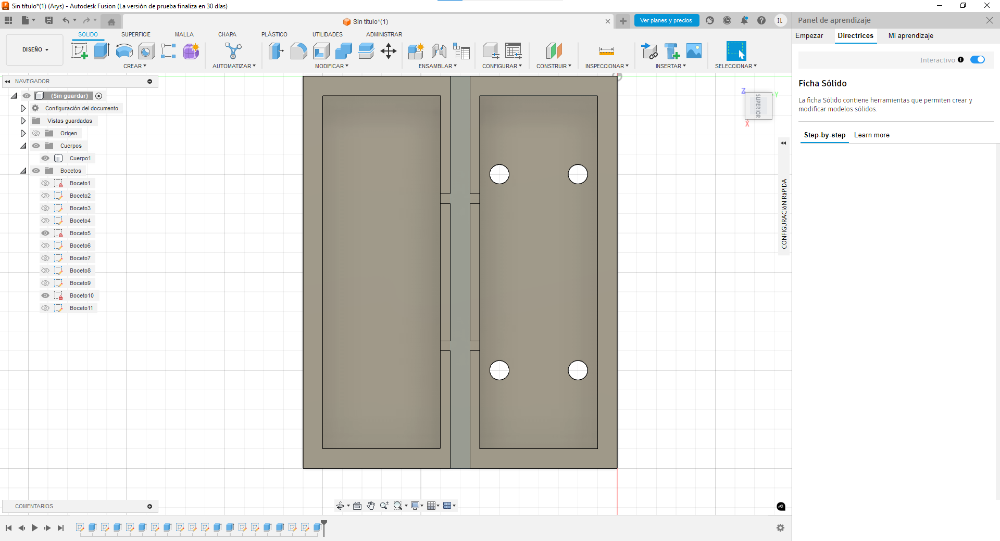 Sin título*(1) (Arys) - Autodesk Fusion (La versión de prueba finaliza en 30 días)
Sin título*(1)
Ver planes y precios
IL
Panel de aprendizaje
DISEÑO
SOLIDO
SUPERFICIE
MALLA
CHAPA
PLÁSTICO
UTILIDADES
ADMINISTRAR
CREAR
AUTOMATIZAR
MODIFICAR
ENSAMBLAR
CONFIGURAR
CONSTRUIR
INSPECCIONAR
INSERTAR
SELECCIONAR
Empezar
Directrices
Mi aprendizaje
Interactivo
Ficha Sólido
La ficha Sólido contiene herramientas que permiten crear y
modificar modelos sólidos.
Step-by-step
Learn more
NAVEGADOR
(Sin guardar)
Configuración del documento
Vistas guardadas
Origen
Cuerpos
Cuerpo1
Bocetos
Boceto1
Boceto2
Boceto3
Boceto4
Boceto5
Boceto6
Boceto7
Boceto8
Boceto9
Boceto10
Boceto11
Z
Y
SUPERIOR
X
CONFIGURACIóN RáPIDA
COMENTARIOS